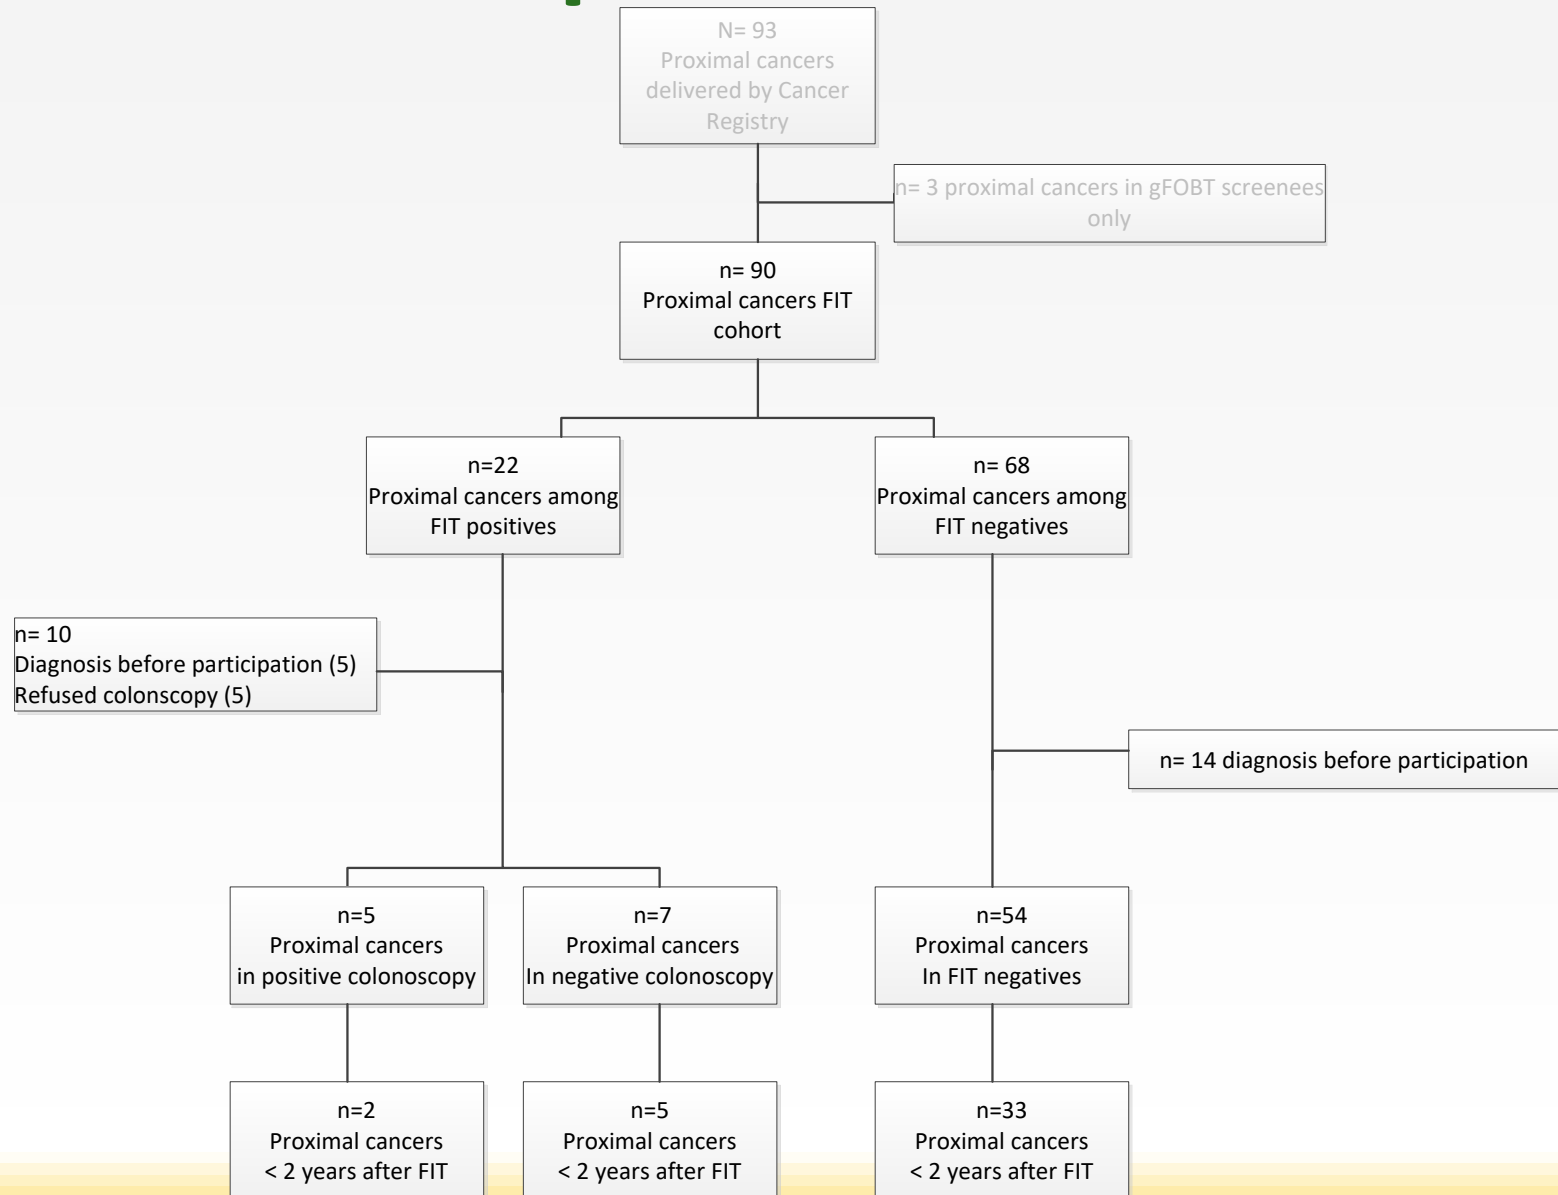 N= 93
Proximal cancers
delivered by Cancer
Registry
n= 3 proximal cancers in gFOBT screenees
only
n= 90
Proximal cancers FIT
cohort
n=22
Proximal cancers among
FIT positives
n= 68
Proximal cancers among
FIT negatives
n= 10
Diagnosis before participation (5)
Refused colonscopy (5)
n= 14 diagnosis before participation
n=5
Proximal cancers
in positive colonoscopy
n=7
Proximal cancers
In negative colonoscopy
n=54
Proximal cancers
In FIT negatives
n=2
Proximal cancers
< 2 years after FIT
n=5
Proximal cancers
< 2 years after FIT
n=33
Proximal cancers
< 2 years after FIT